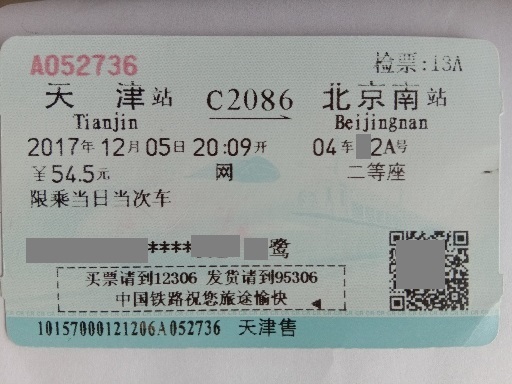 A052736 检票:13A
天津站 C2086 北京南站
Tianjin Beijingnan
2017年12月05日20:09开 04车 2A号
￥54.5元 网 二等座
限乘当日当次车
**** 鹭
买票请到12306 发货请到95306
中国铁路祝您旅途愉快
10157000121206A052736 天津售